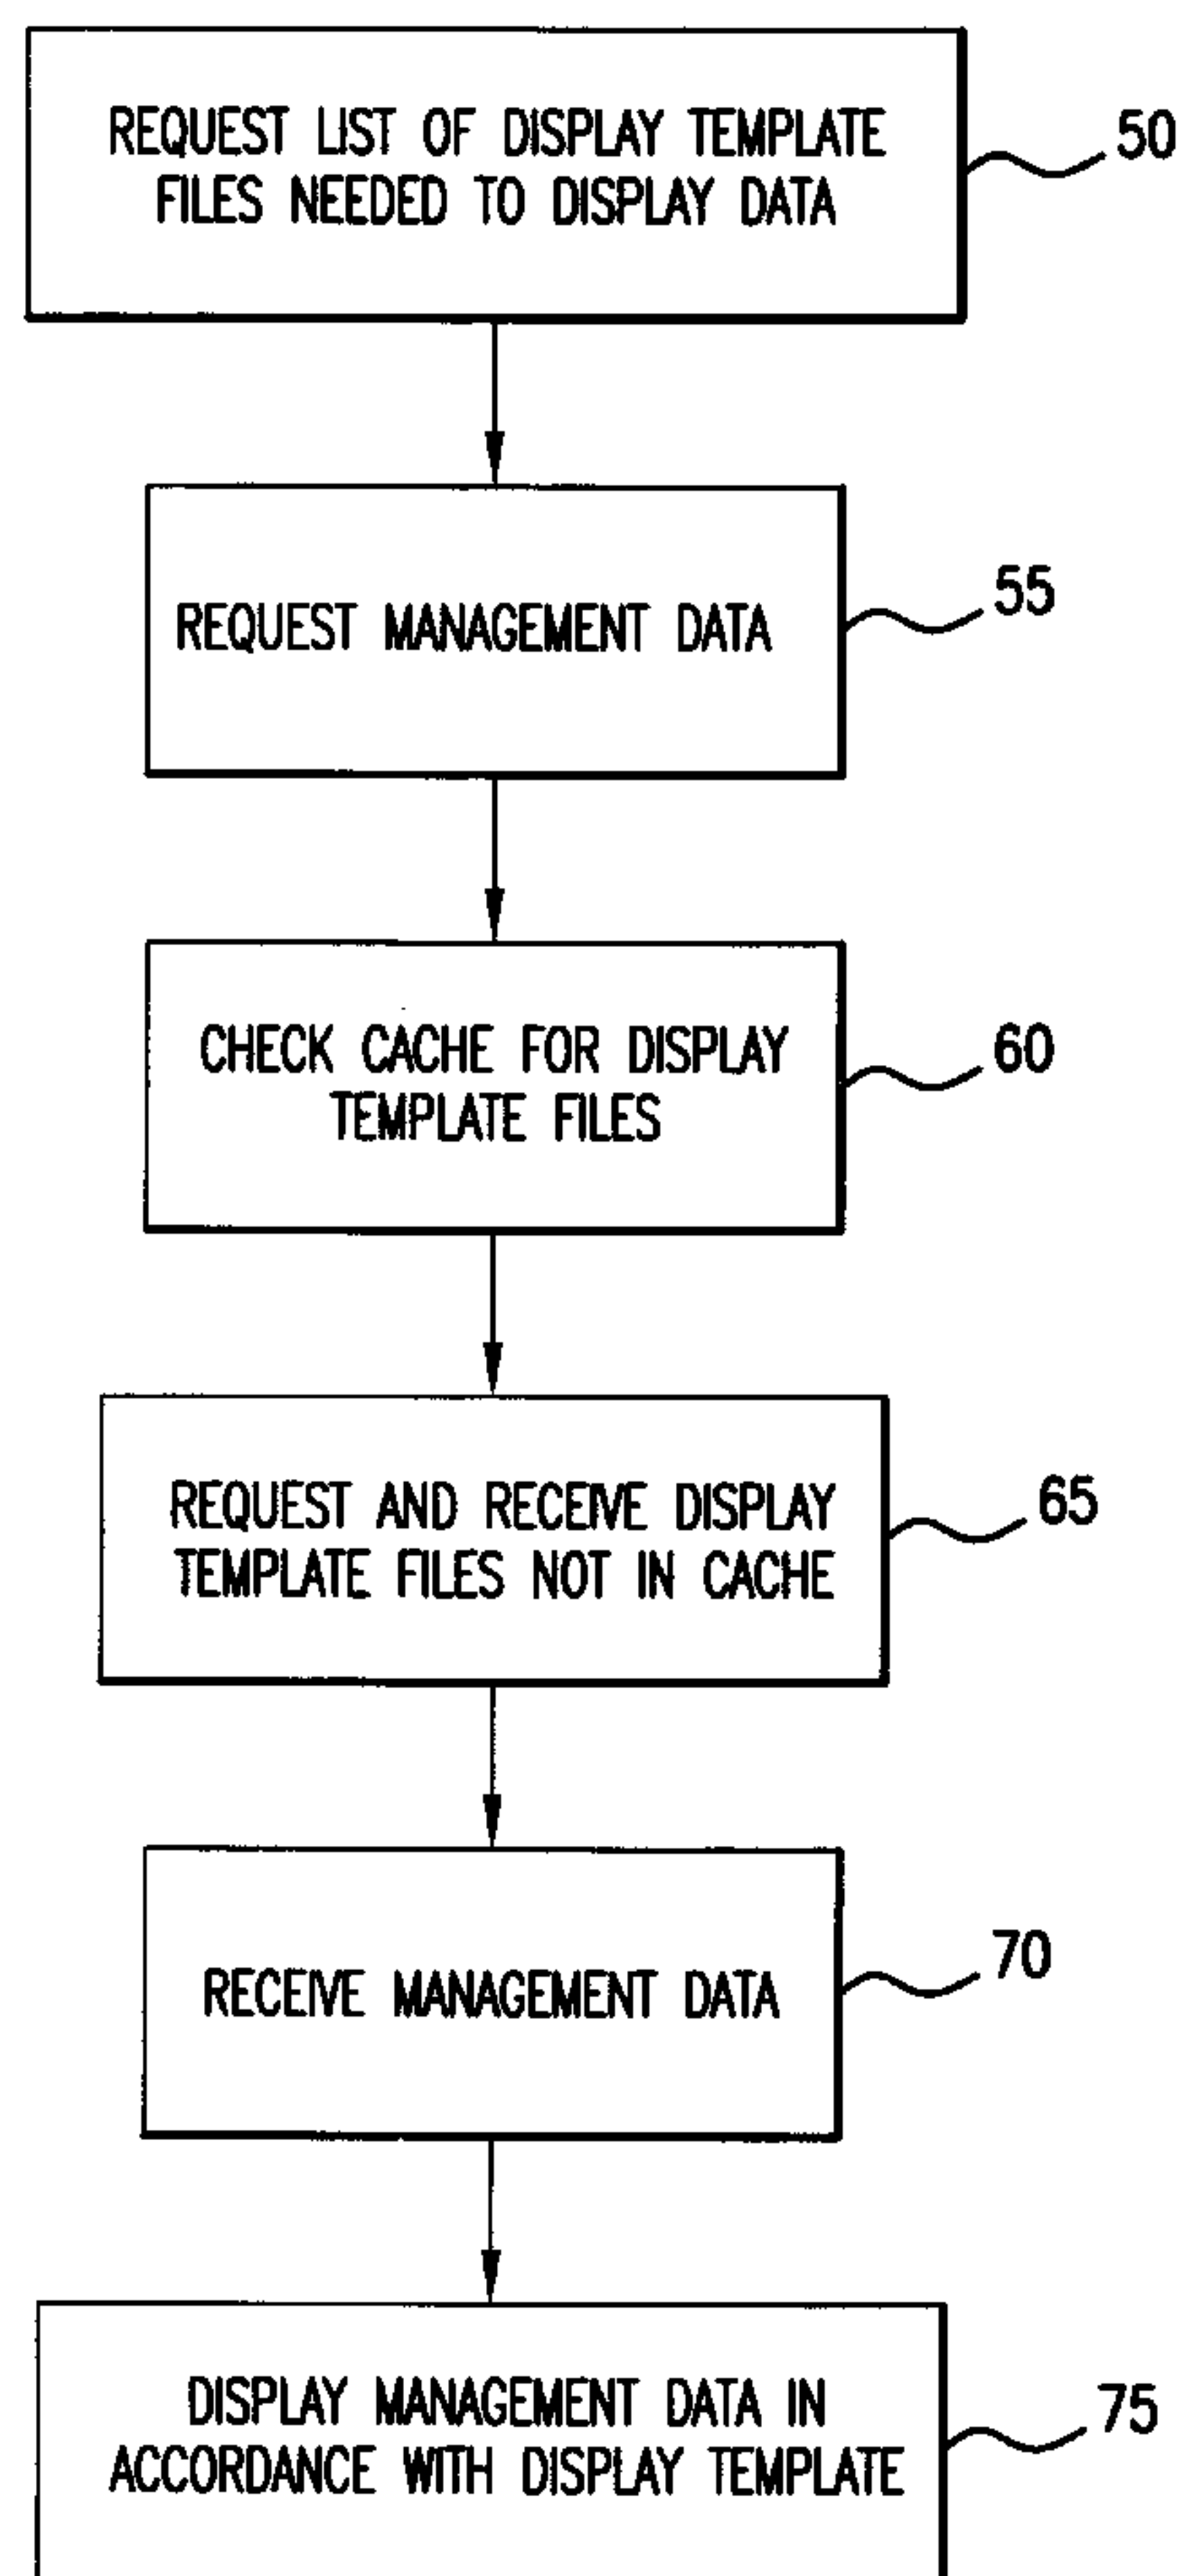 REQUEST LIST OF DISPLAY TEMPLATE
FILES NEEDED TO DISPLAY DATA
50
REQUEST MANAGEMENT DATA
55
CHECK CACHE FOR DISPLAY
TEMPLATE FILES
60
REQUEST AND RECEIVE DISPLAY
TEMPLATE FILES NOT IN CACHE
65
RECEIVE MANAGEMENT DATA
70
DISPLAY MANAGEMENT DATA IN
ACCORDANCE WITH DISPLAY TEMPLATE
75